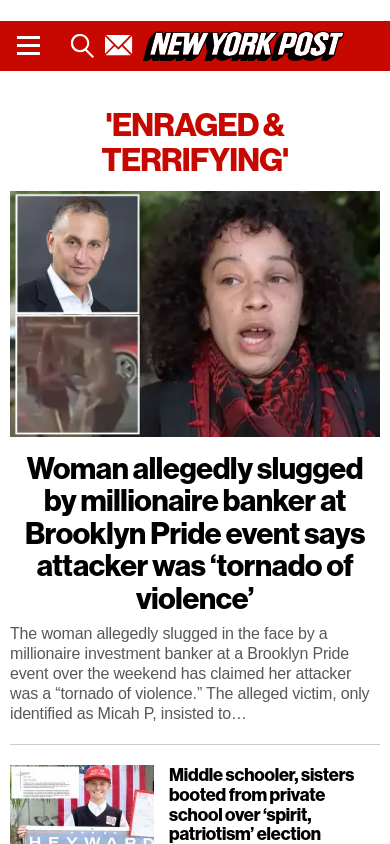 NEW YORK POST
'ENRAGED &
TERRIFYING'
Woman allegedly slugged
by millionaire banker at
Brooklyn Pride event says
attacker was ‘tornado of
violence’
The woman allegedly slugged in the face by a
millionaire investment banker at a Brooklyn Pride
event over the weekend has claimed her attacker
was a “tornado of violence.” The alleged victim, only
identified as Micah P, insisted to…
Middle schooler, sisters
booted from private
school over ‘spirit,
patriotism’ election
HEYWARD